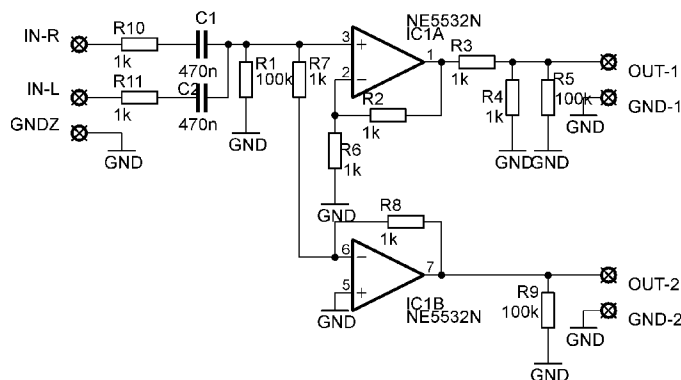 NE5532N
IC1A
C1
IN-R
R10
1k
470n
R1
100k
R7
1k
3
2
1
R3
1k
R5
100k
OUT-1
IN-L
R11
1k
C2
470n
R4
1k
GND-1
GND
GNDZ
GND
GND
R2
1k
R6
1k
GND
GND
GND
R8
1k
6
5
7
OUT-2
IC1B
NE5532N
GND
R9
100k
GND-2
GND
GND